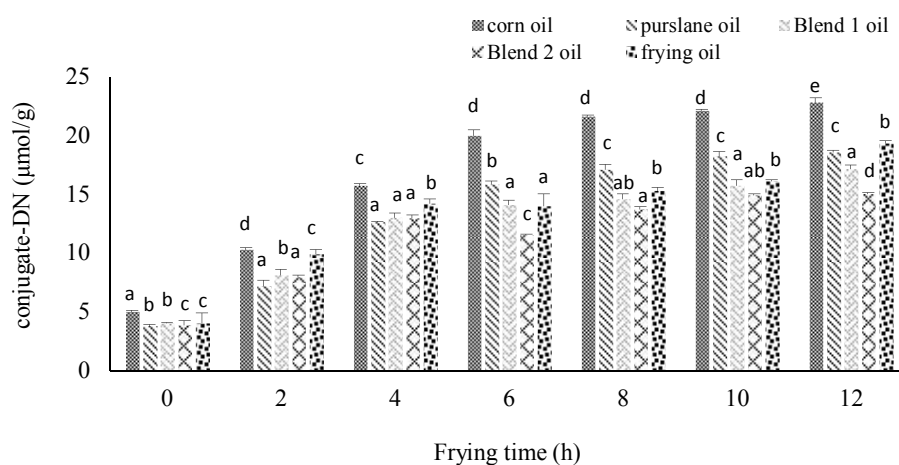 corn oil purslane oil Blend 1 oil
Blend 2 oil frying oil
25
20
15
10
5
0
conjugate-DN (µmol/g)
a b b c c
d a b a c
c a a a b
d b a c a
d c ab a b
d c a ab b
e c a d b
0 2 4 6 8 10 12
Frying time (h)